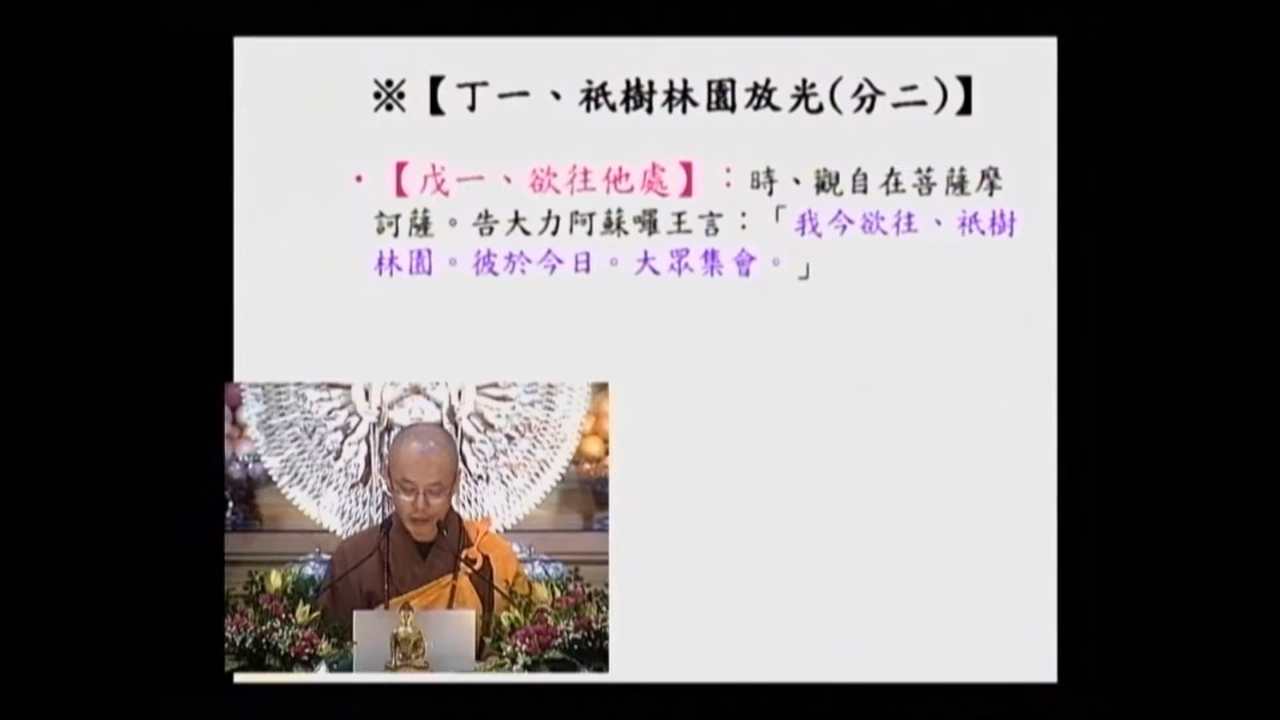 ※【丁一、祇樹林園放光(分二)】
・【戊一、欲往他處】：時、觀自在菩薩摩
訶薩。告大力阿蘇囉王言：「我今欲往、祇樹
林園。彼於今日。大眾集會。」